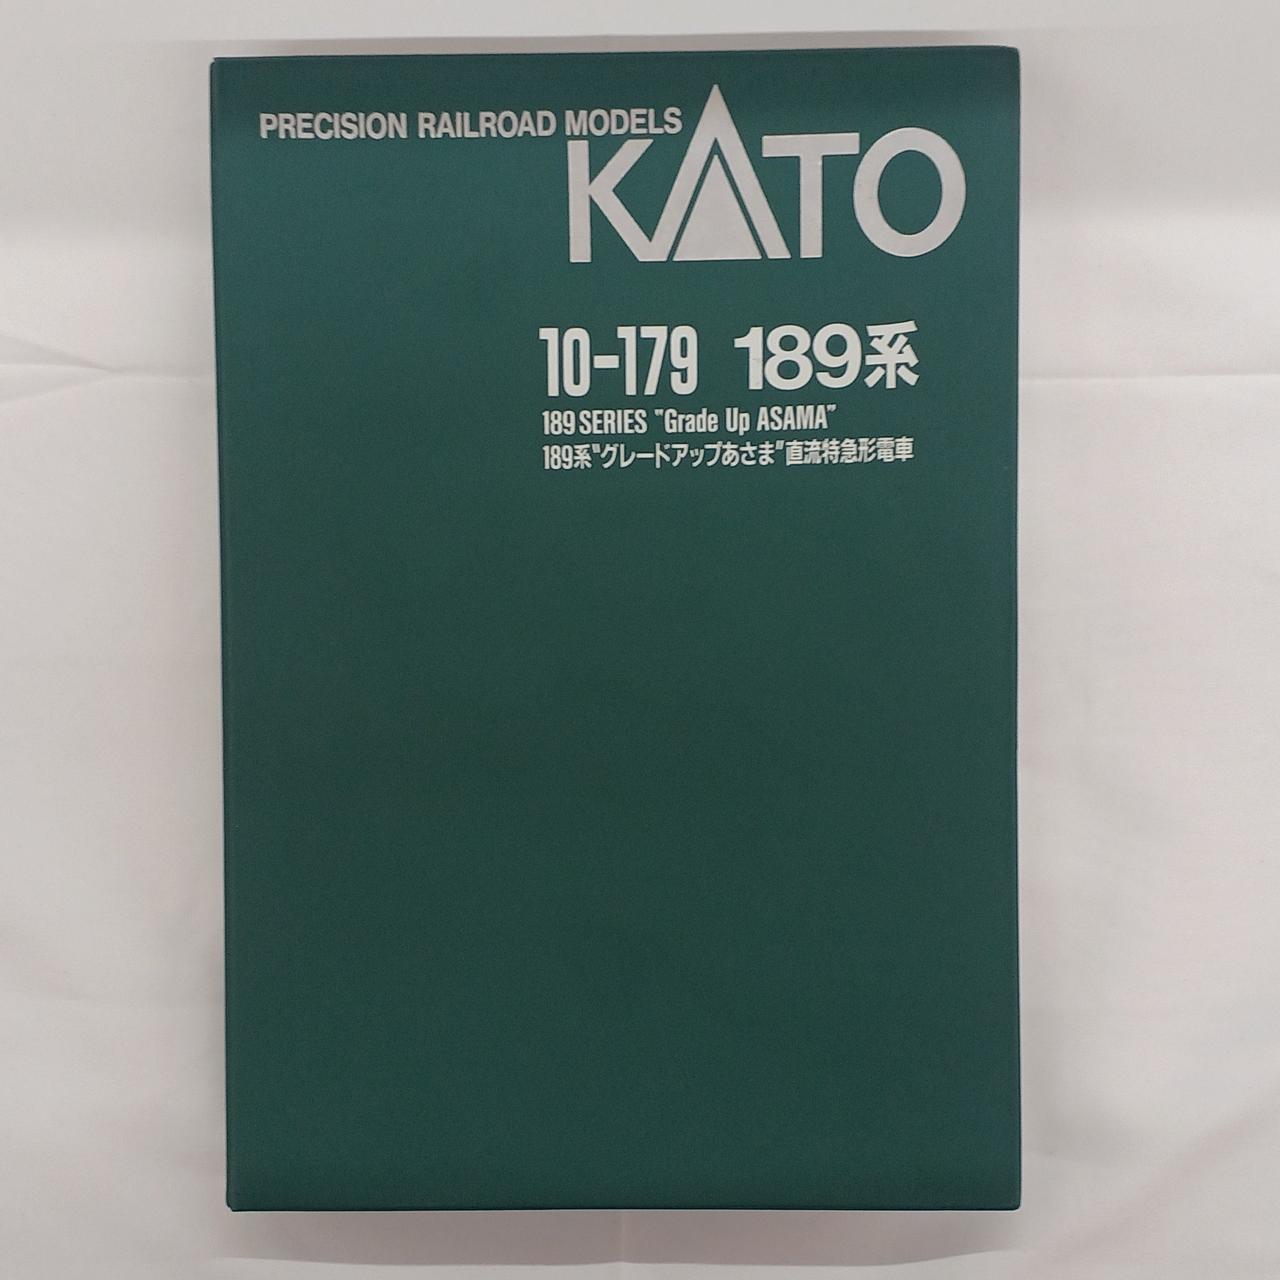 PRECISION RAILROAD MODELS
KATO
10-179 189系
189 SERIES "Grade Up ASAMA"
189系"グレードアップあさま"直流特急形電車